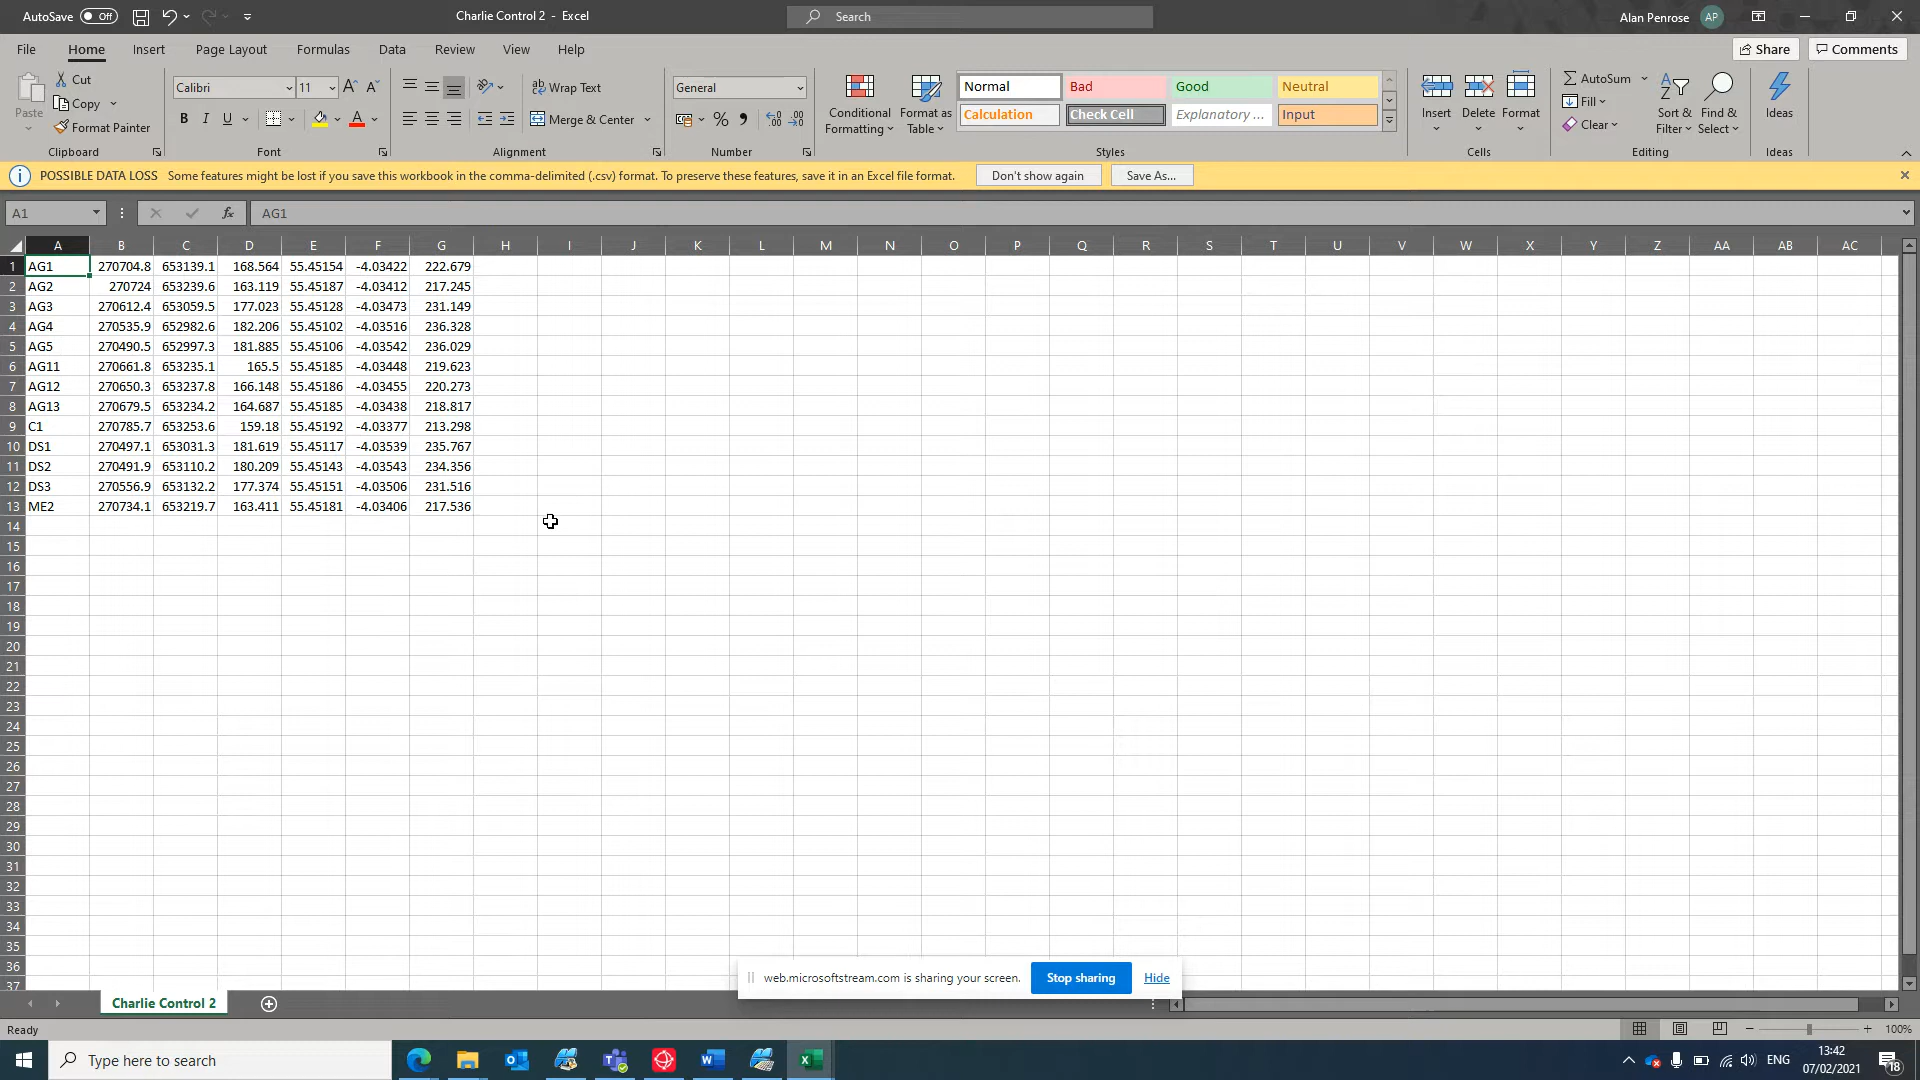 AutoSave Off Charlie Control 2 - Excel Search Alan Penrose AP
File Home Insert Page Layout Formulas Data Review View Help Share Comments
Paste Cut Copy Format Painter Clipboard
Calibri 11 A A B I U A Font
Wrap Text Merge & Center Alignment
General % Number
Conditional Formatting Format as Table
Normal Bad Good Neutral
Calculation Check Cell Explanatory ... Input
Styles
Insert Delete Format Cells
AutoSum Fill Clear Sort & Filter Find & Select Editing
Ideas Ideas
POSSIBLE DATA LOSS Some features might be lost if you save this workbook in the comma-delimited (.csv) format. To preserve these features, save it in an Excel file format. Don't show again Save As...
A1 fx AG1
A B C D E F G H I J K L M N O P Q R S T U V W X Y Z AA AB AC
1 AG1 270704.8 653139.1 168.564 55.45154 -4.03422 222.679
2 AG2 270724 653239.6 163.119 55.45187 -4.03412 217.245
3 AG3 270612.4 653059.5 177.023 55.45128 -4.03473 231.149
4 AG4 270535.9 652982.6 182.206 55.45102 -4.03516 236.328
5 AG5 270490.5 652997.3 181.885 55.45106 -4.03542 236.029
6 AG11 270661.8 653235.1 165.5 55.45185 -4.03448 219.623
7 AG12 270650.3 653237.8 166.148 55.45186 -4.03455 220.273
8 AG13 270679.5 653234.2 164.687 55.45185 -4.03438 218.817
9 C1 270785.7 653253.6 159.18 55.45192 -4.03377 213.298
10 DS1 270497.1 653031.3 181.619 55.45117 -4.03539 235.767
11 DS2 270491.9 653110.2 180.209 55.45143 -4.03543 234.356
12 DS3 270556.9 653132.2 177.374 55.45151 -4.03506 231.516
13 ME2 270734.1 653219.7 163.411 55.45181 -4.03406 217.536
14
15
16
17
18
19
20
21
22
23
24
25
26
27
28
29
30
31
32
33
34
35
36
37
web.microsoftstream.com is sharing your screen. Stop sharing Hide
Charlie Control 2
Ready 100%
Type here to search ENG 13:42
07/02/2021 18